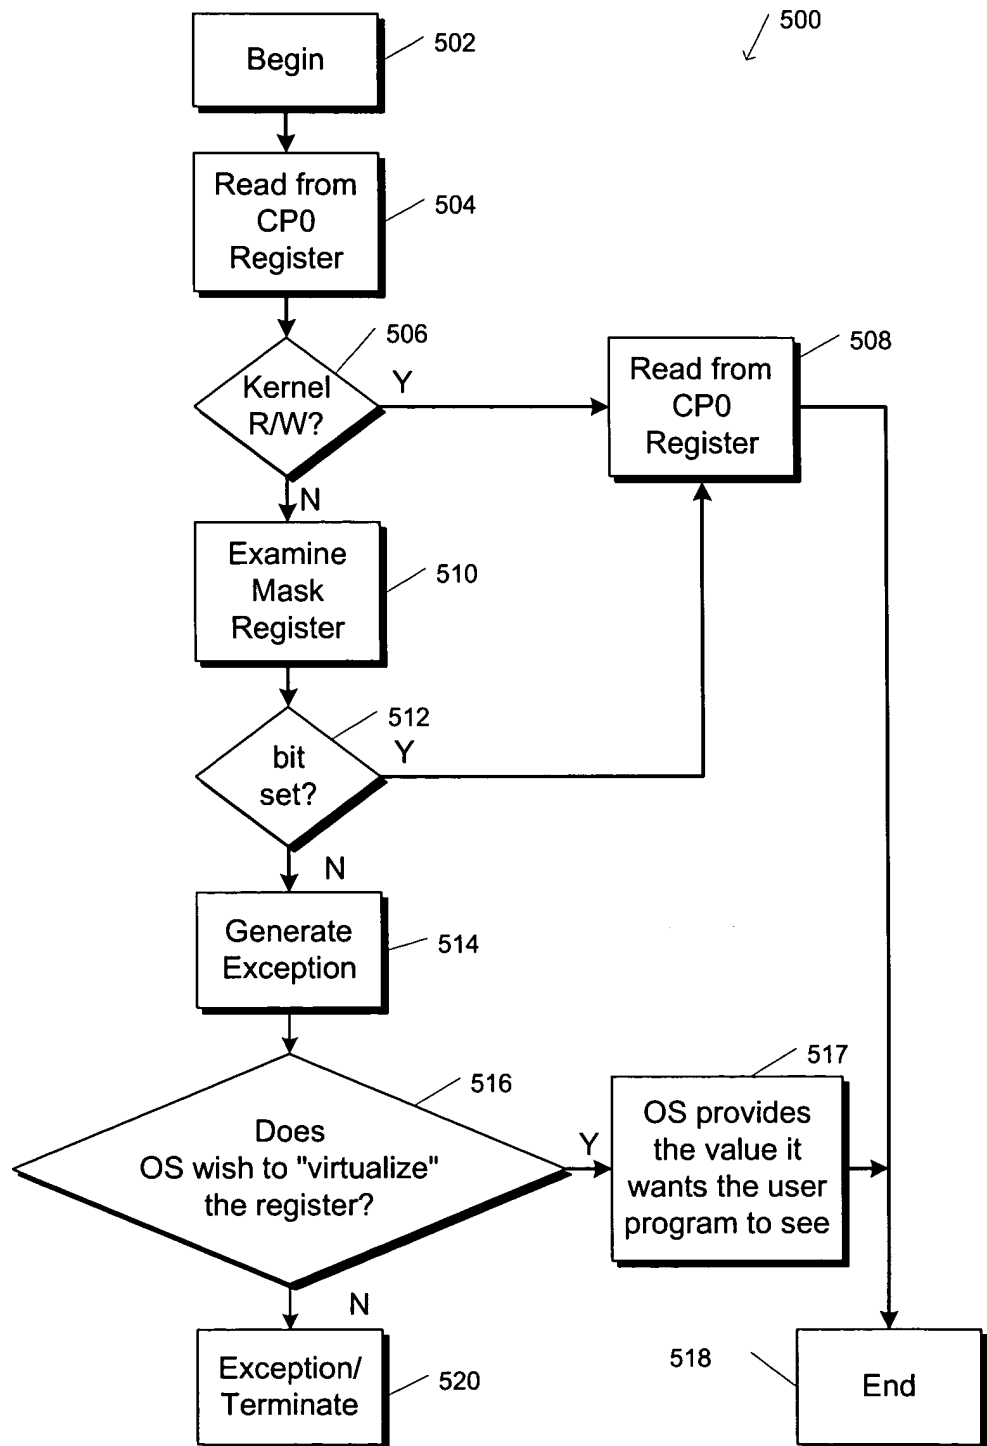 500
Begin
502
Read from
CP0
Register
504
Kernel
R/W?
506
Y
N
Read from
CP0
Register
508
Examine
Mask
Register
510
bit
set?
512
Y
N
Generate
Exception
514
Does
OS wish to "virtualize"
the register?
516
Y
N
OS provides
the value it
wants the user
program to see
517
Exception/
Terminate
520
End
518